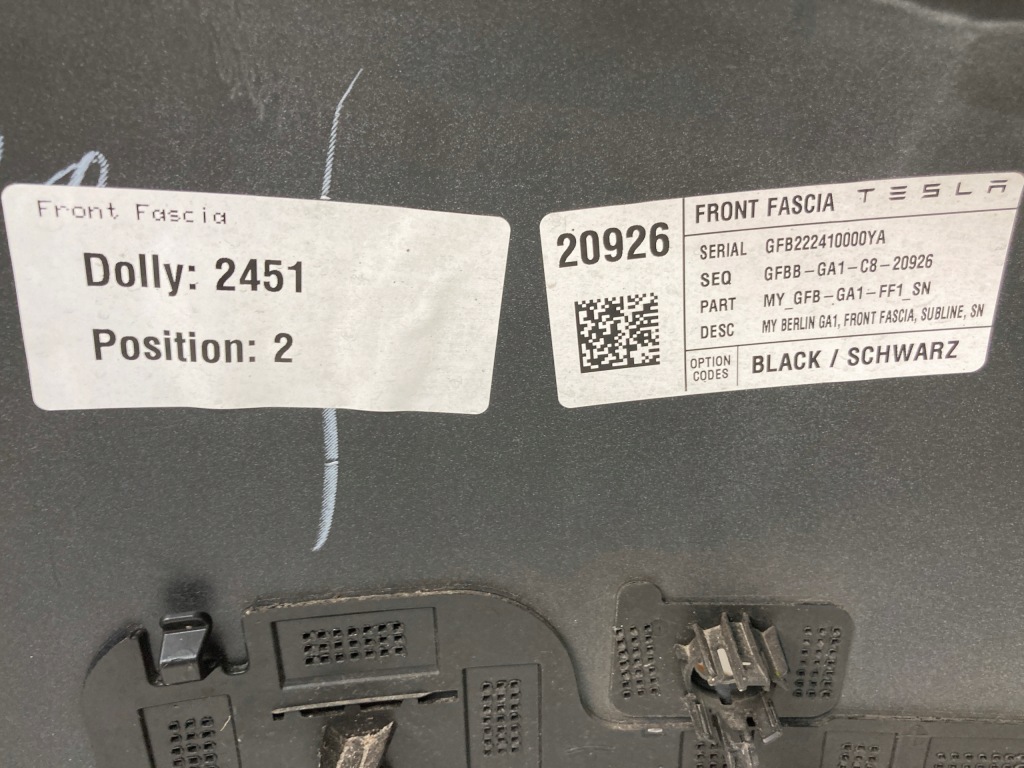 Front Fascia
Dolly: 2451
Position: 2
20926
FRONT FASCIA TESLA
SERIAL GFB222410000YA
SEQ GFBB-GA1-C8-20926
PART MY_GFB-GA1-FF1_SN
DESC MY BERLIN GA1, FRONT FASCIA, SUBLINE, SN
OPTION CODES BLACK / SCHWARZ